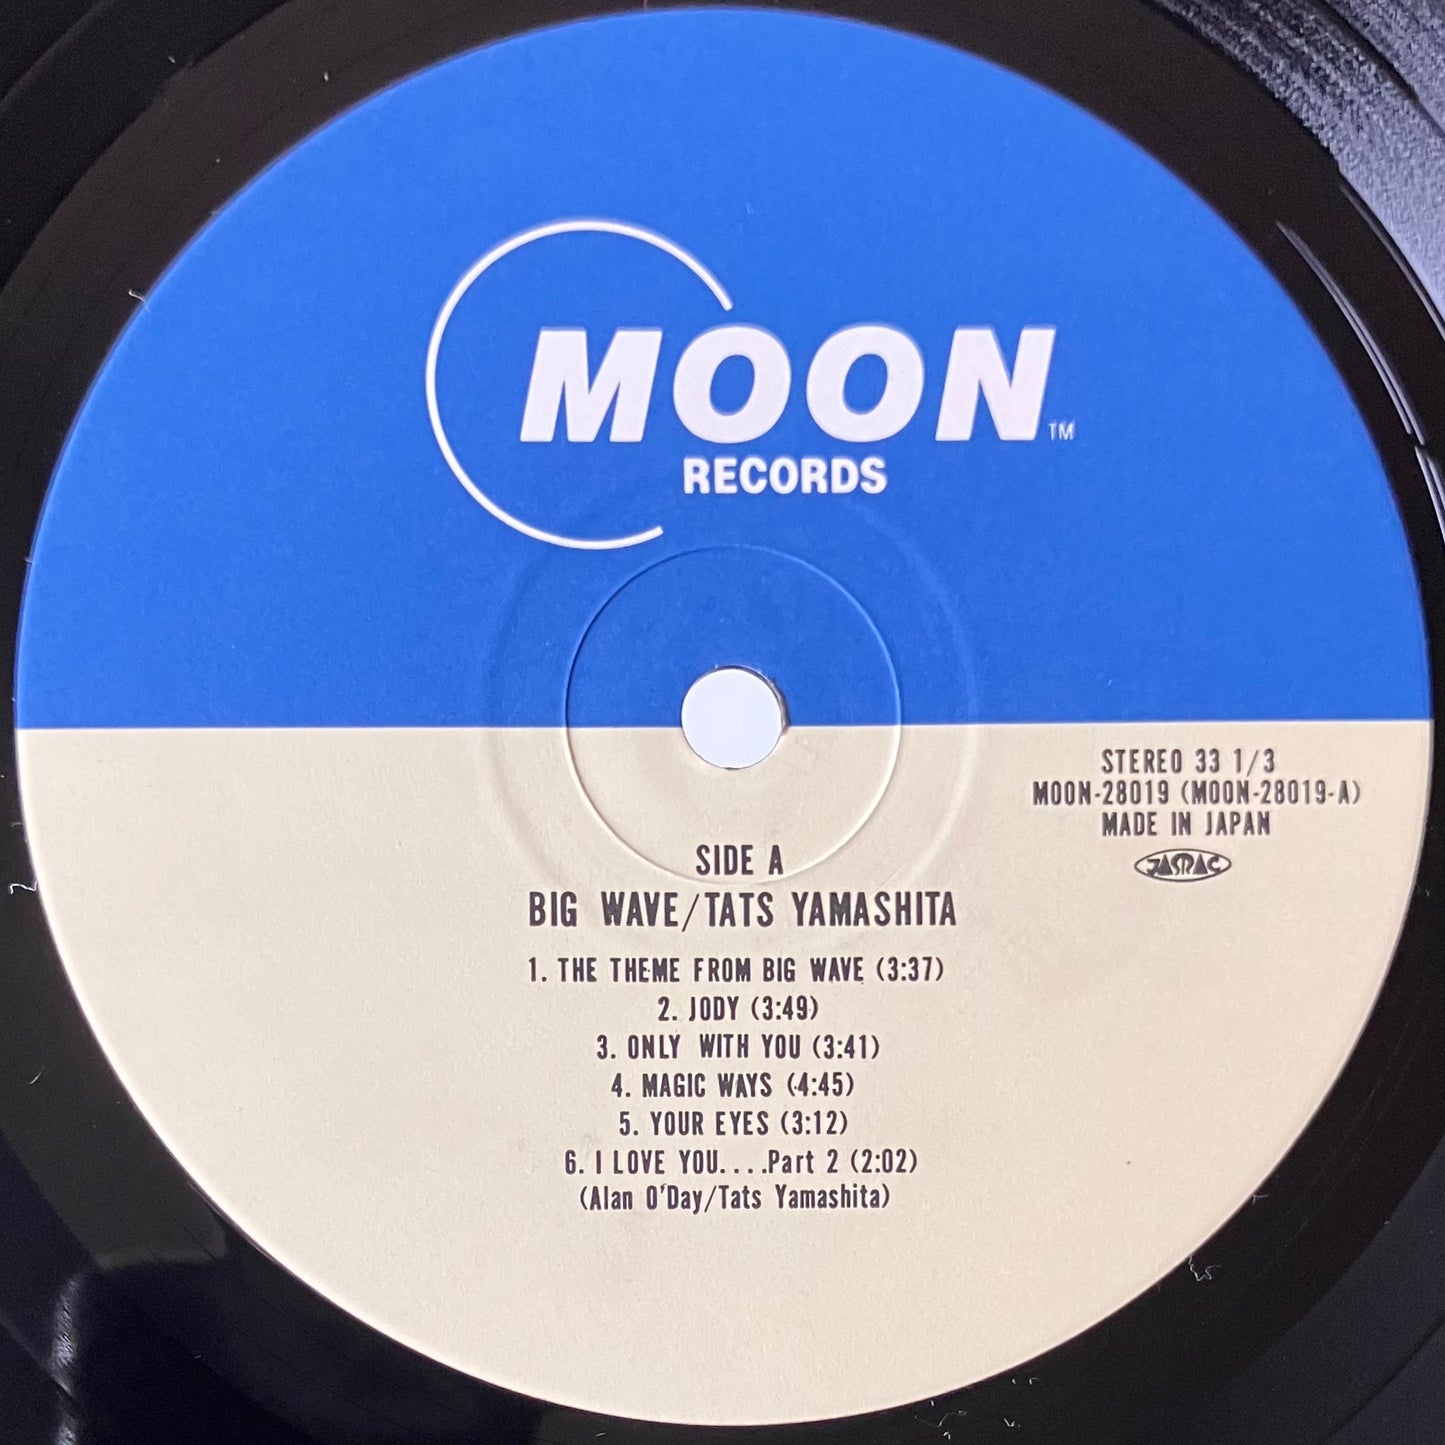 MOON™
RECORDS
STEREO 33 1/3
MOON-28019 (MOON-28019-A)
MADE IN JAPAN
JASRAC
SIDE A
BIG WAVE/TATS YAMASHITA
1. THE THEME FROM BIG WAVE (3:37)
2. JODY (3:49)
3. ONLY WITH YOU (3:41)
4. MAGIC WAYS (4:45)
5. YOUR EYES (3:12)
6. I LOVE YOU....Part 2 (2:02)
(Alan O'Day/Tats Yamashita)